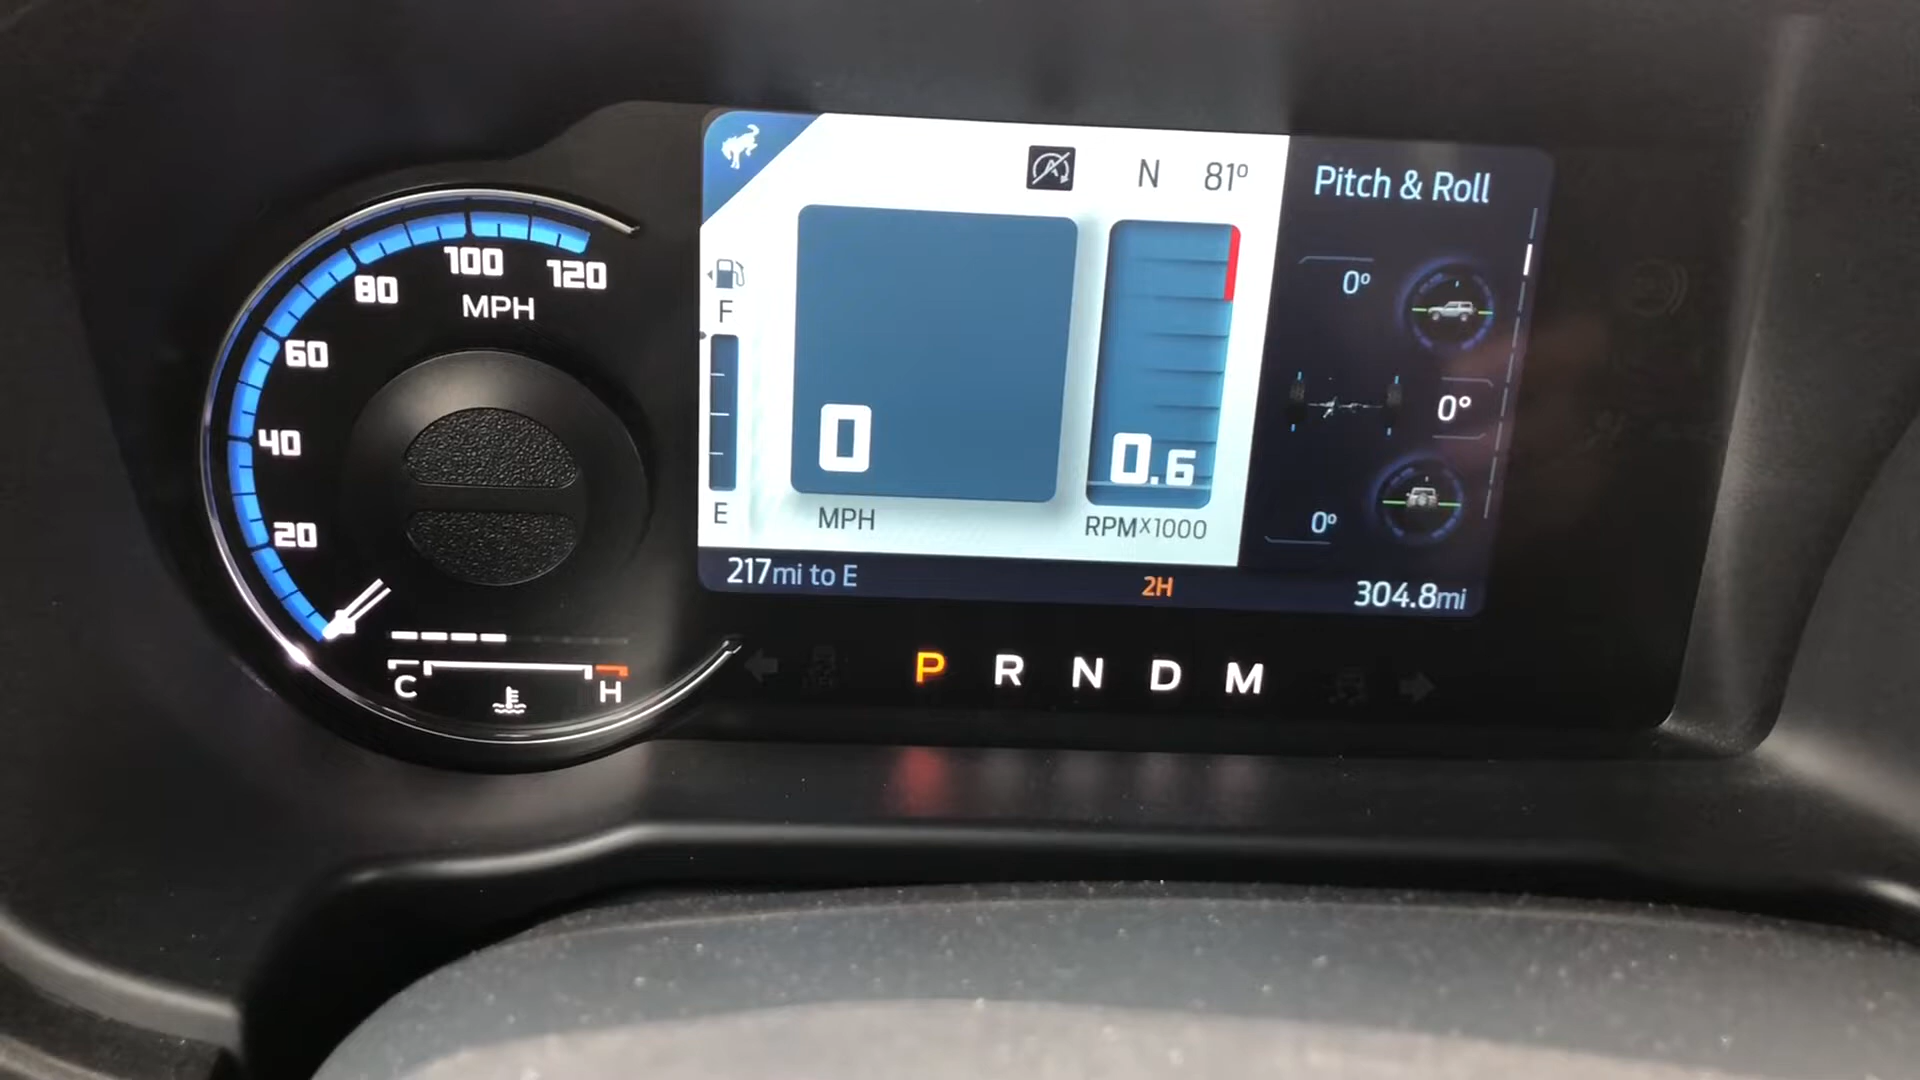 120
100
80
MPH
60
40
20
C
H
N 81°
F
E
0
MPH
0.6
RPMx1000
Pitch & Roll
0°
0°
0°
217mi to E
2H
304.8mi
P R N D M